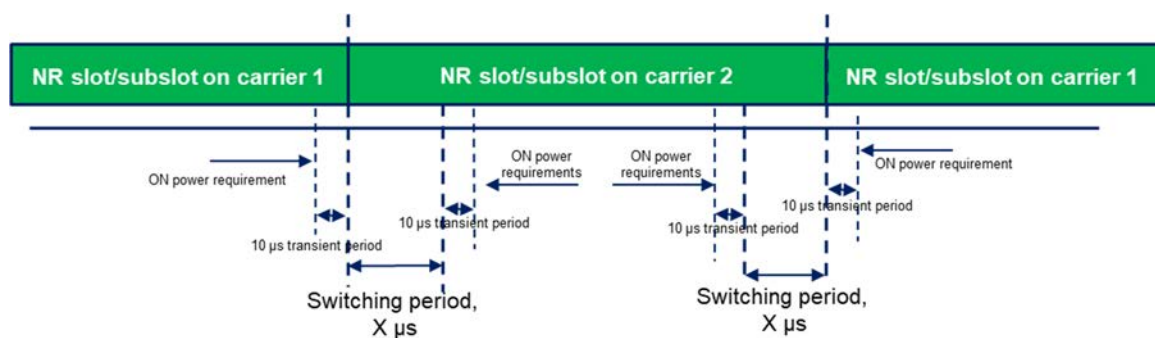 NR slot/subslot on carrier 1
NR slot/subslot on carrier 2
NR slot/subslot on carrier 1
ON power requirement
ON power
requirements
ON power
requirements
ON power requirement
10 µs transient period
10 µs transient period
10 µs transient period
10 µs transient period
Switching period,
X µs
Switching period,
X µs